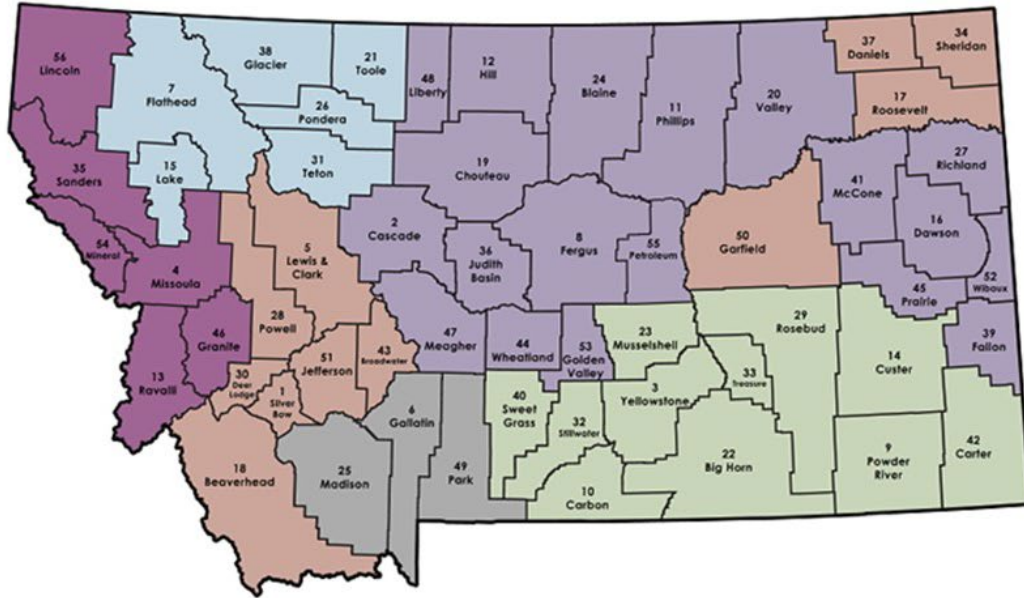 56
Lincoln
7
Flathead
38
Glacier
21
Toole
48
Liberty
12
Hill
24
Blaine
11
Phillips
20
Valley
37
Daniels
34
Sheridan
17
Roosevelt
26
Pondera
31
Teton
15
Lake
35
Sanders
19
Chouteau
27
Richland
41
McCone
16
Dawson
54
Mineral
4
Missoula
5
Lewis &
Clark
2
Cascade
36
Judith
Basin
8
Fergus
55
Petroleum
50
Garfield
45
Prairie
52
Wibaux
28
Powell
46
Granite
13
Ravalli
51
Jefferson
43
Broadwater
47
Meagher
44
Wheatland
53
Golden
Valley
23
Musselshell
29
Rosebud
14
Custer
39
Fallon
30
Deer
Lodge
1
Silver
Bow
6
Gallatin
40
Sweet
Grass
32
Stillwater
3
Yellowstone
33
Treasure
18
Beaverhead
25
Madison
49
Park
10
Carbon
22
Big Horn
9
Powder
River
42
Carter